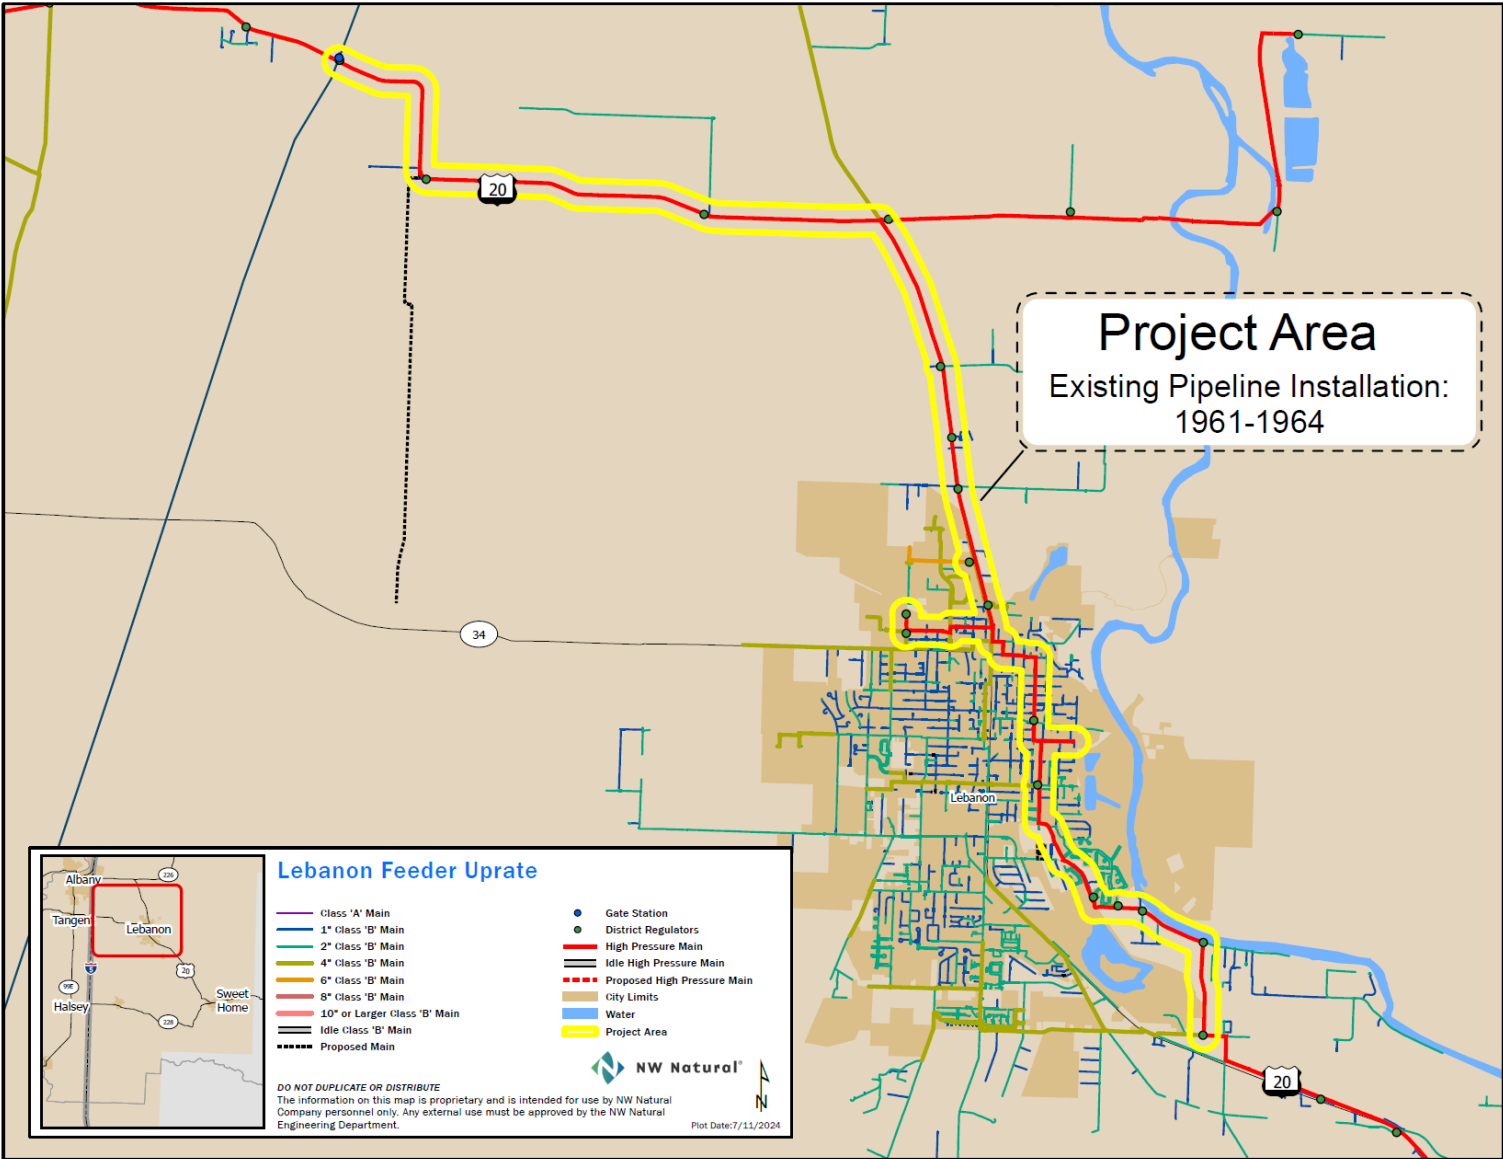 20
Project Area
Existing Pipeline Installation:
1961-1964
34
Lebanon
20
Albany
226
Tangent
Lebanon
5
20
99E
Halsey
Sweet
Home
228
Lebanon Feeder Uprate
Class 'A' Main
1" Class 'B' Main
2" Class 'B' Main
4" Class 'B' Main
6" Class 'B' Main
8" Class 'B' Main
10" or Larger Class 'B' Main
Idle Class 'B' Main
Proposed Main
Gate Station
District Regulators
High Pressure Main
Idle High Pressure Main
Proposed High Pressure Main
City Limits
Water
Project Area
NW Natural®
N
DO NOT DUPLICATE OR DISTRIBUTE
The information on this map is proprietary and is intended for use by NW Natural
Company personnel only. Any external use must be approved by the NW Natural
Engineering Department.
Plot Date:7/11/2024